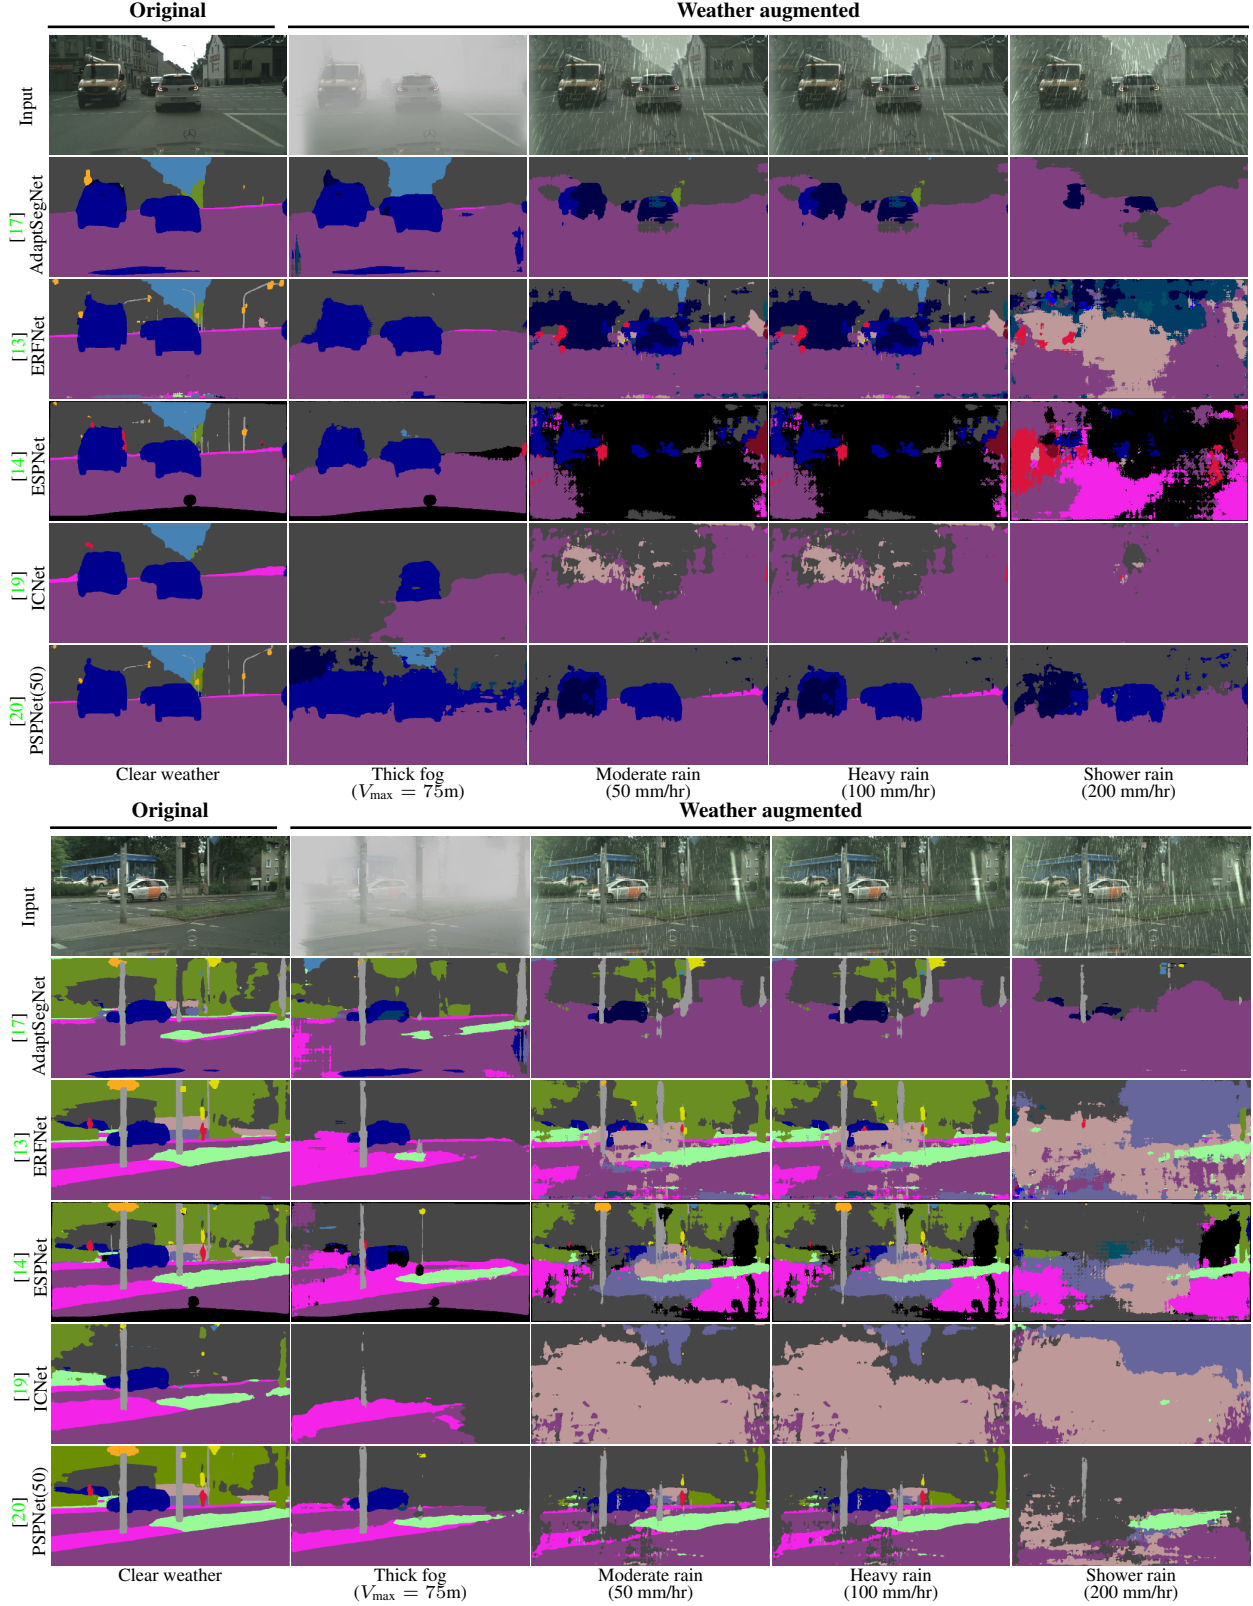 Original
Weather augmented
Input
[17]
AdaptSegNet
[13]
ERFNet
[14]
ESPNet
[19]
ICNet
[20]
PSPNet(50)
Clear weather
Thick fog
(Vmax = 75m)
Moderate rain
(50 mm/hr)
Heavy rain
(100 mm/hr)
Shower rain
(200 mm/hr)
Original
Weather augmented
Input
[17]
AdaptSegNet
[13]
ERFNet
[14]
ESPNet
[19]
ICNet
[20]
PSPNet(50)
Clear weather
Thick fog
(Vmax = 75m)
Moderate rain
(50 mm/hr)
Heavy rain
(100 mm/hr)
Shower rain
(200 mm/hr)